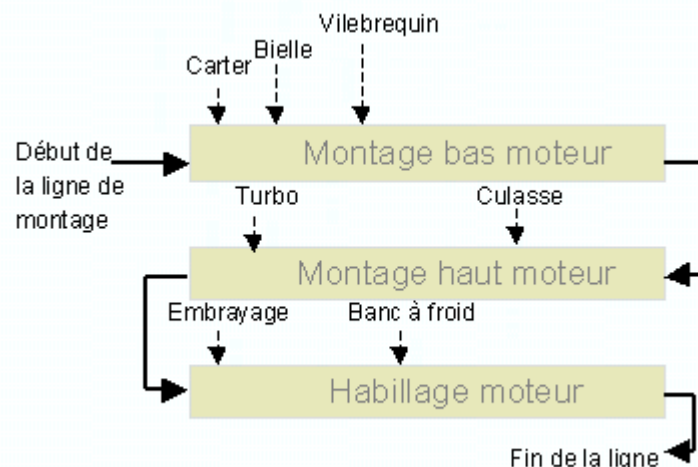 Vilebrequin
Bielle
Carter
Montage bas moteur
Début de
la ligne de
montage
Turbo
Culasse
Montage haut moteur
Embrayage
Banc à froid
Habillage moteur
Fin de la ligne